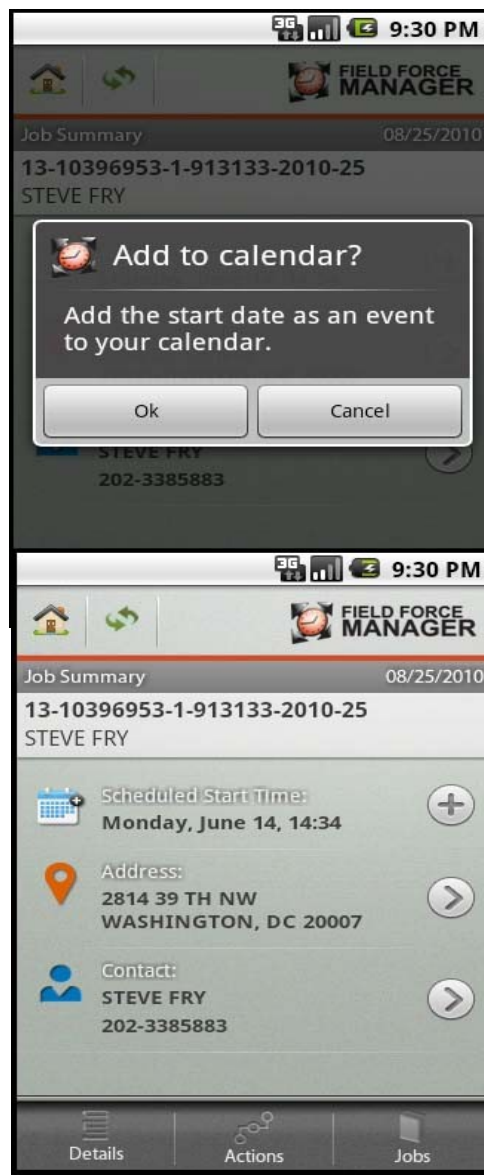 3G 9:30 PM
FIELD FORCE
MANAGER
Job Summary 08/25/2010
13-10396953-1-913133-2010-25
STEVE FRY
Add to calendar?
Add the start date as an event
to your calendar.
Ok Cancel
STEVE FRY
202-3385883
3G 9:30 PM
FIELD FORCE
MANAGER
Job Summary 08/25/2010
13-10396953-1-913133-2010-25
STEVE FRY
Scheduled Start Time:
Monday, June 14, 14:34
Address:
2814 39 TH NW
WASHINGTON, DC 20007
Contact:
STEVE FRY
202-3385883
Details Actions Jobs